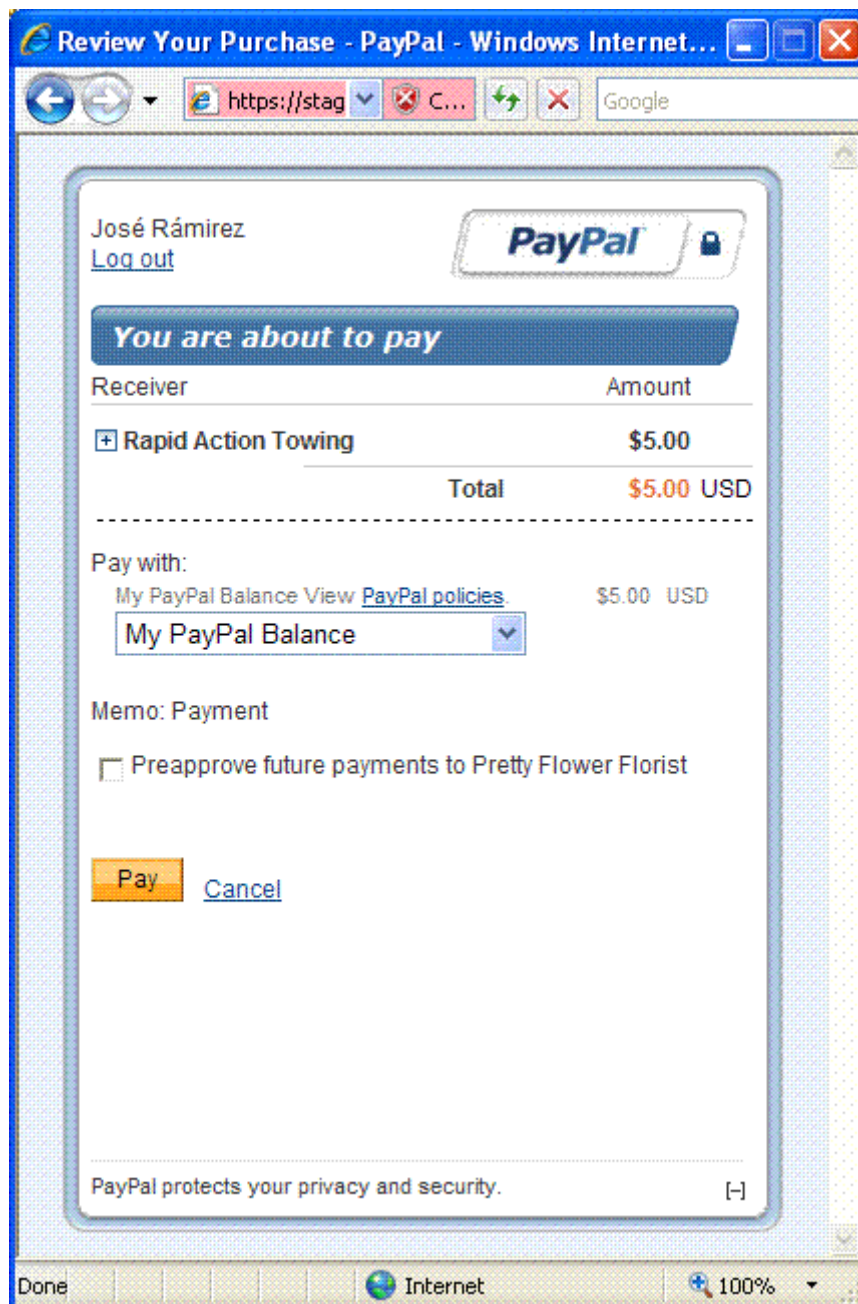 Review Your Purchase - PayPal - Windows Internet...
https://stag C... Google
José Rámirez
Log out
PayPal
You are about to pay
Receiver Amount
Rapid Action Towing $5.00
Total $5.00 USD
Pay with:
My PayPal Balance View PayPal policies. $5.00 USD
My PayPal Balance
Memo: Payment
Preapprove future payments to Pretty Flower Florist
Pay Cancel
PayPal protects your privacy and security. [–]
Done Internet 100%